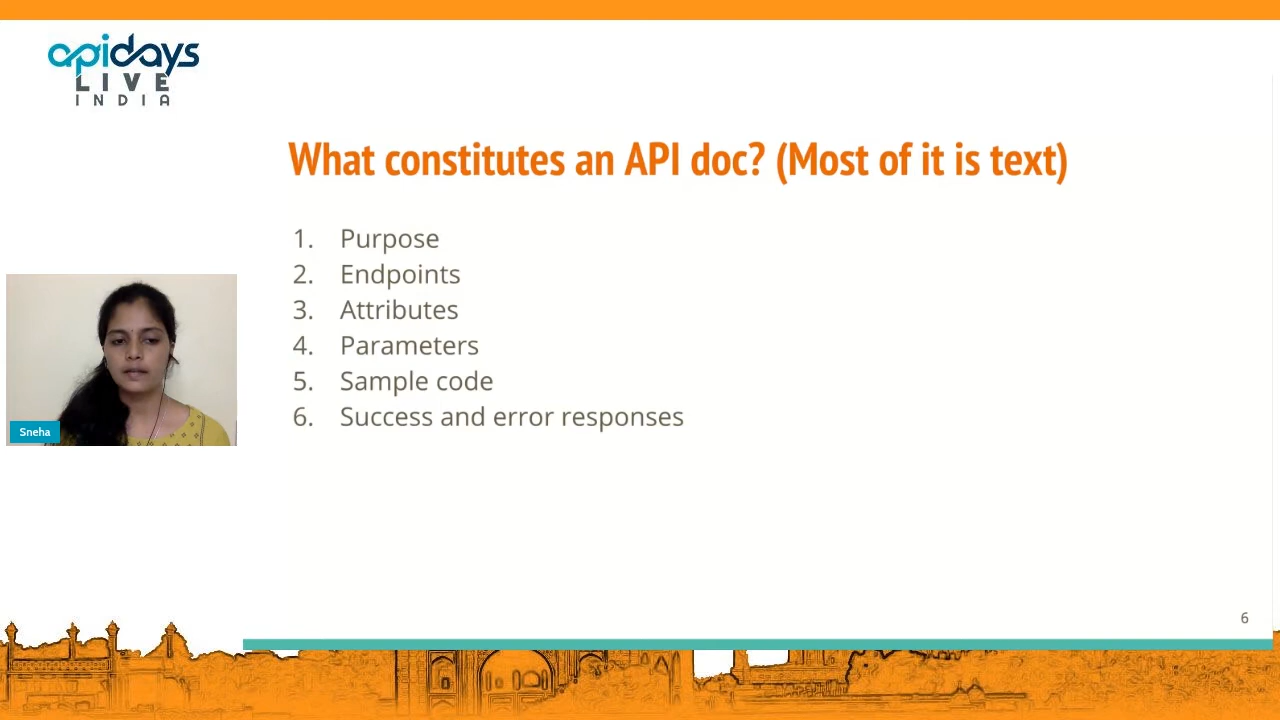 apidays
LIVE
INDIA
What constitutes an API doc? (Most of it is text)
1. Purpose
2. Endpoints
3. Attributes
4. Parameters
5. Sample code
6. Success and error responses
Sneha
6